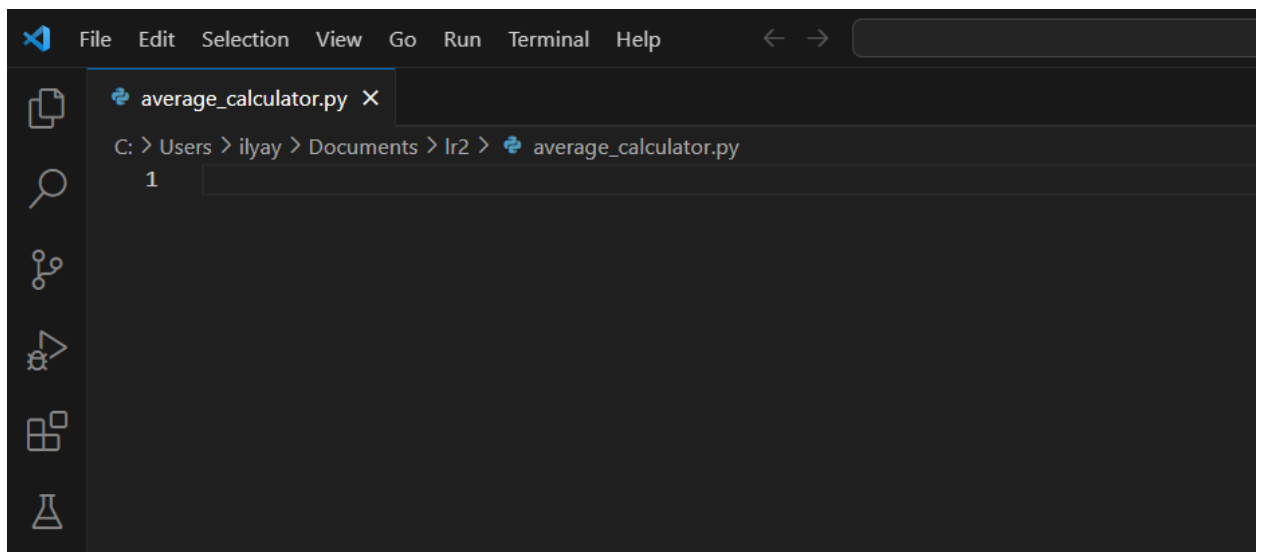 File Edit Selection View Go Run Terminal Help
average_calculator.py
C: > Users > ilyay > Documents > lr2 > average_calculator.py
1